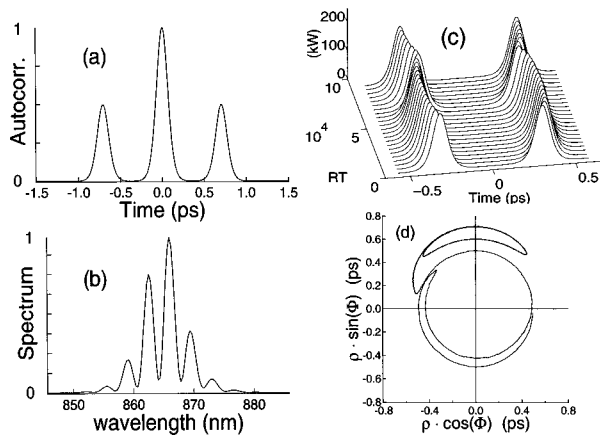 (a)
Autocorr.
1
0
-1.5 -1.0 -0.5 0.0 0.5 1.0 1.5
Time (ps)
(b)
Spectrum
1
0
850 860 870 880
wavelength (nm)
(c)
(kW)
200
100
0
10
10⁴ 5
RT 0
-0.5 0 0.5
Time (ps)
(d)
ρ · sin(Φ) (ps)
0.8
0.6
0.4
0.2
0.0
-0.2
-0.4
-0.6
-0.8
-0.8 -0.4 0.0 0.4 0.8
ρ · cos(Φ) (ps)